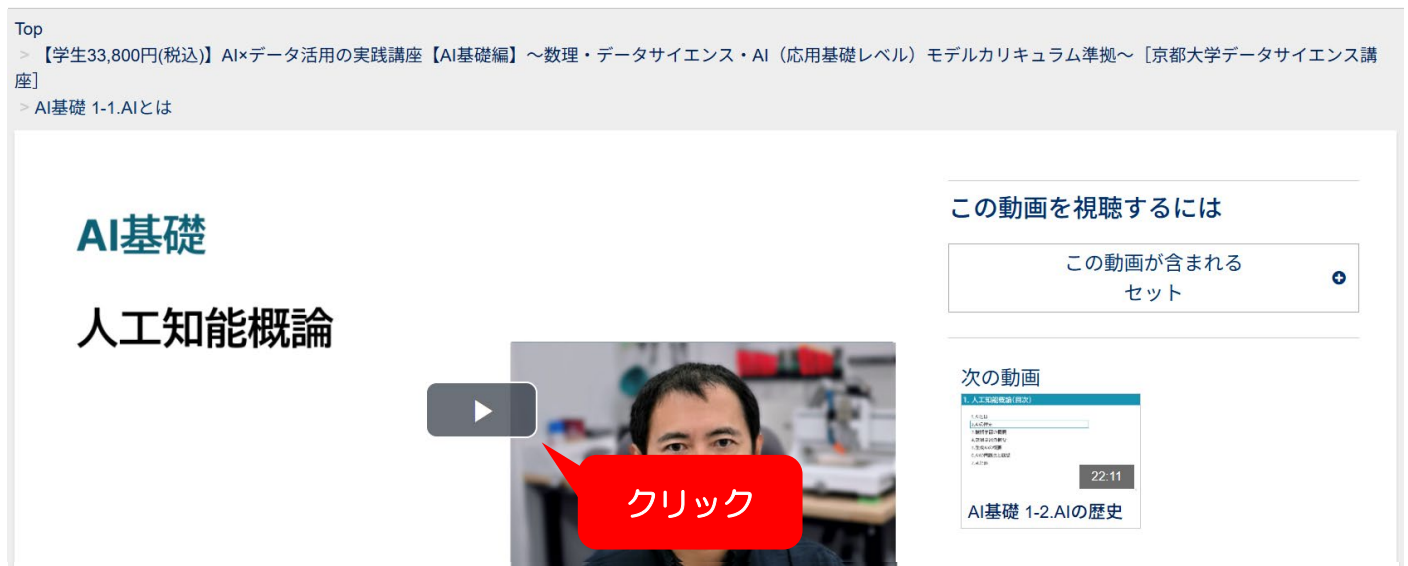 Top
> 【学生33,800円(税込)】AI×データ活用の実践講座【AI基礎編】～数理・データサイエンス・AI（応用基礎レベル）モデルカリキュラム準拠～［京都大学データサイエンス講
座］
> AI基礎 1-1.AIとは
AI基礎
人工知能概論
クリック
この動画を視聴するには
この動画が含まれる
セット
次の動画
1. 人工知能概論(目次)
22:11
AI基礎 1-2.AIの歴史